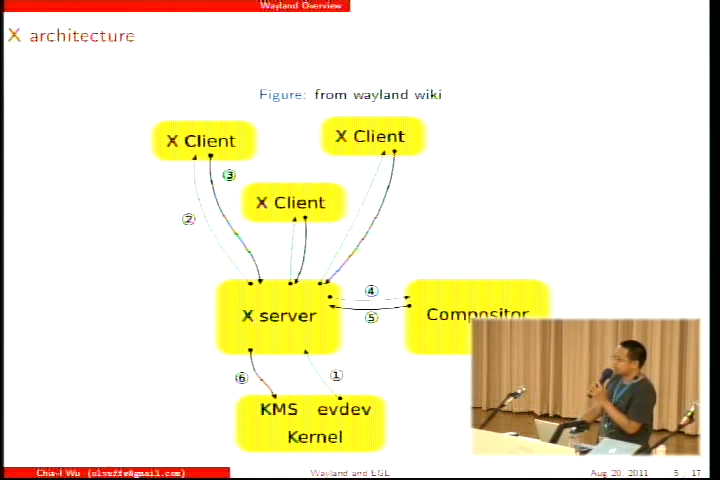 Wayland Overview
X architecture
Figure: from wayland wiki
X Client
X Client
③
X Client
②
④
X server
Compositor
⑤
⑥
①
KMS evdev
Kernel
Chia-I Wu (olvaffe@gmail.com)
Wayland and EGL
Aug 20, 2011
5 / 17